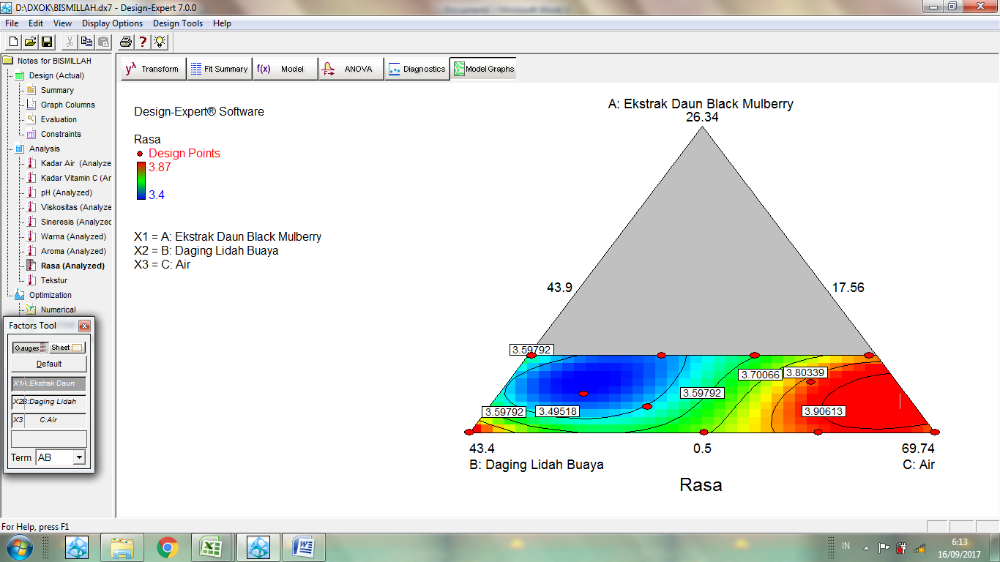 D:\DXOK\BISMILLAH.dx7 - Design-Expert 7.0.0
File Edit View Display Options Design Tools Help
Notes for BISMILLAH
Design (Actual)
Summary
Graph Columns
Evaluation
Constraints
Analysis
Kadar Air (Analyze
Kadar Vitamin C (Ar
pH (Analyzed)
Viskositas (Analyze
Sineresis (Analyzed
Warna (Analyzed)
Aroma (Analyzed)
Rasa (Analyzed)
Tekstur
Optimization
Numerical
Factors Tool
Gauges Sheet
Default
X1A:Ekstrak Daun
X2B:Daging Lidah
X3 C:Air
Term AB
yλ Transform Fit Summary f(x) Model F ANOVA Diagnostics Model Graphs
Design-Expert® Software
Rasa
Design Points
3.87
3.4
X1 = A: Ekstrak Daun Black Mulberry
X2 = B: Daging Lidah Buaya
X3 = C: Air
A: Ekstrak Daun Black Mulberry
26.34
43.9 17.56
3.59792
3.70066 3.80339
3.59792
3.59792 3.49518 3.90613
43.4 0.5 69.74
B: Daging Lidah Buaya C: Air
Rasa
For Help, press F1
IN
6:13
16/09/2017